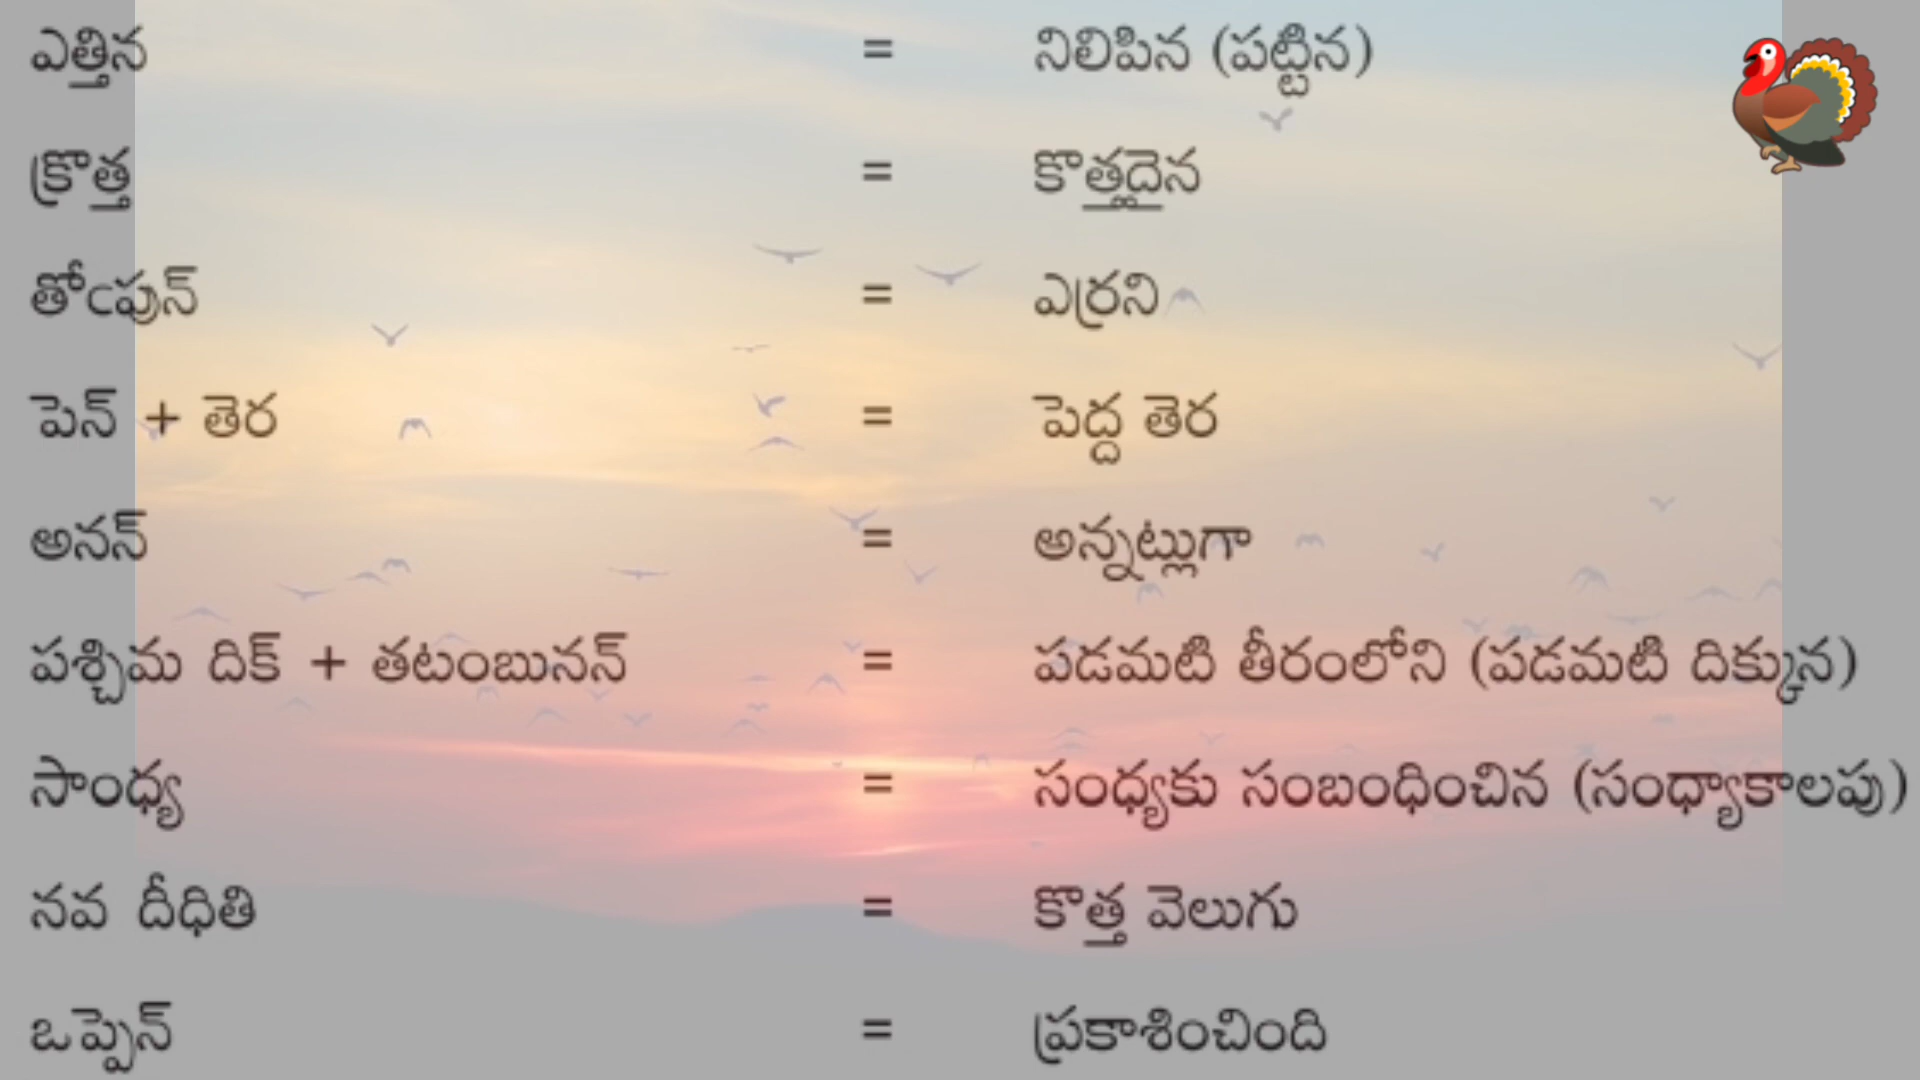 ఎత్తిన = నిలిపిన (పట్టిన)
క్రొత్త = కొత్తదైన
తోఁపున్ = ఎర్రని
పెన్ + తెర = పెద్ద తెర
అనన్ = అన్నట్లుగా
పశ్చిమ దిక్ + తటంబునన్ = పడమటి తీరంలోని (పడమటి దిక్కున)
సాంధ్య = సంధ్యకు సంబంధించిన (సంధ్యాకాలపు)
నవ దీధితి = కొత్త వెలుగు
ఒప్పెన్ = ప్రకాశించింది